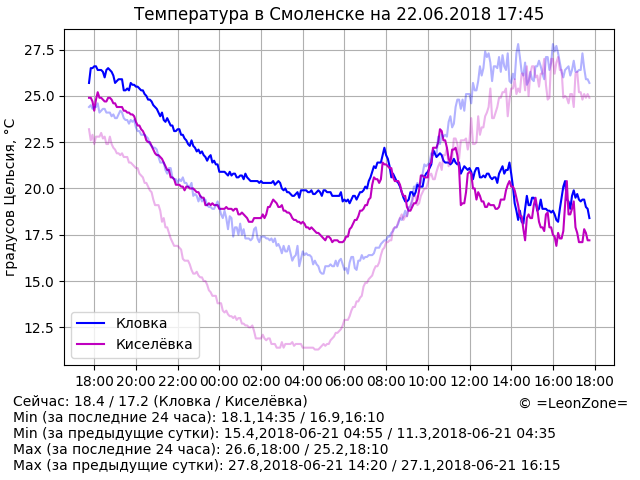 Температура в Смоленске на 22.06.2018 17:45
градусов Цельсия, °C
27.5
25.0
22.5
20.0
17.5
15.0
12.5
Кловка
Киселёвка
18:00 20:00 22:00 00:00 02:00 04:00 06:00 08:00 10:00 12:00 14:00 16:00 18:00
Сейчас: 18.4 / 17.2 (Кловка / Киселёвка)
© =LeonZone=
Min (за последние 24 часа): 18.1,14:35 / 16.9,16:10
Min (за предыдущие сутки): 15.4,2018-06-21 04:55 / 11.3,2018-06-21 04:35
Max (за последние 24 часа): 26.6,18:00 / 25.2,18:10
Max (за предыдущие сутки): 27.8,2018-06-21 14:20 / 27.1,2018-06-21 16:15